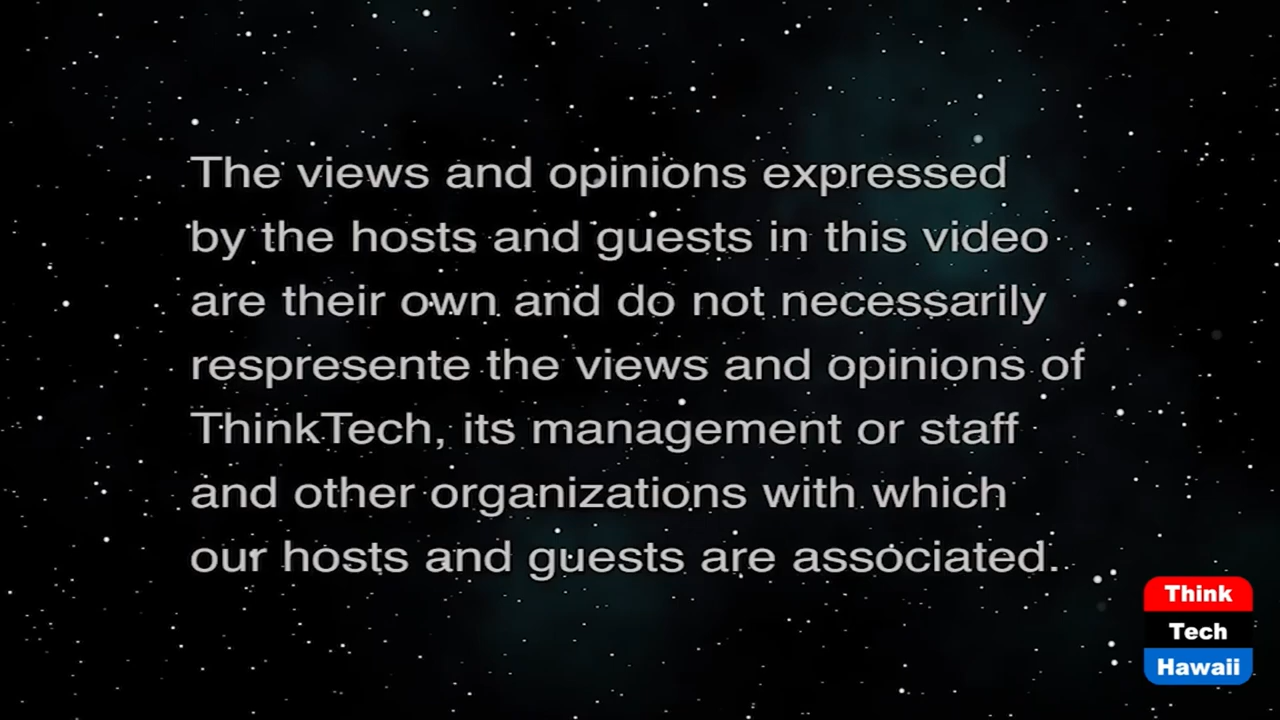 The views and opinions expressed
by the hosts and guests in this video
are their own and do not necessarily
respresente the views and opinions of
ThinkTech, its management or staff
and other organizations with which
our hosts and guests are associated.
Think
Tech
Hawaii